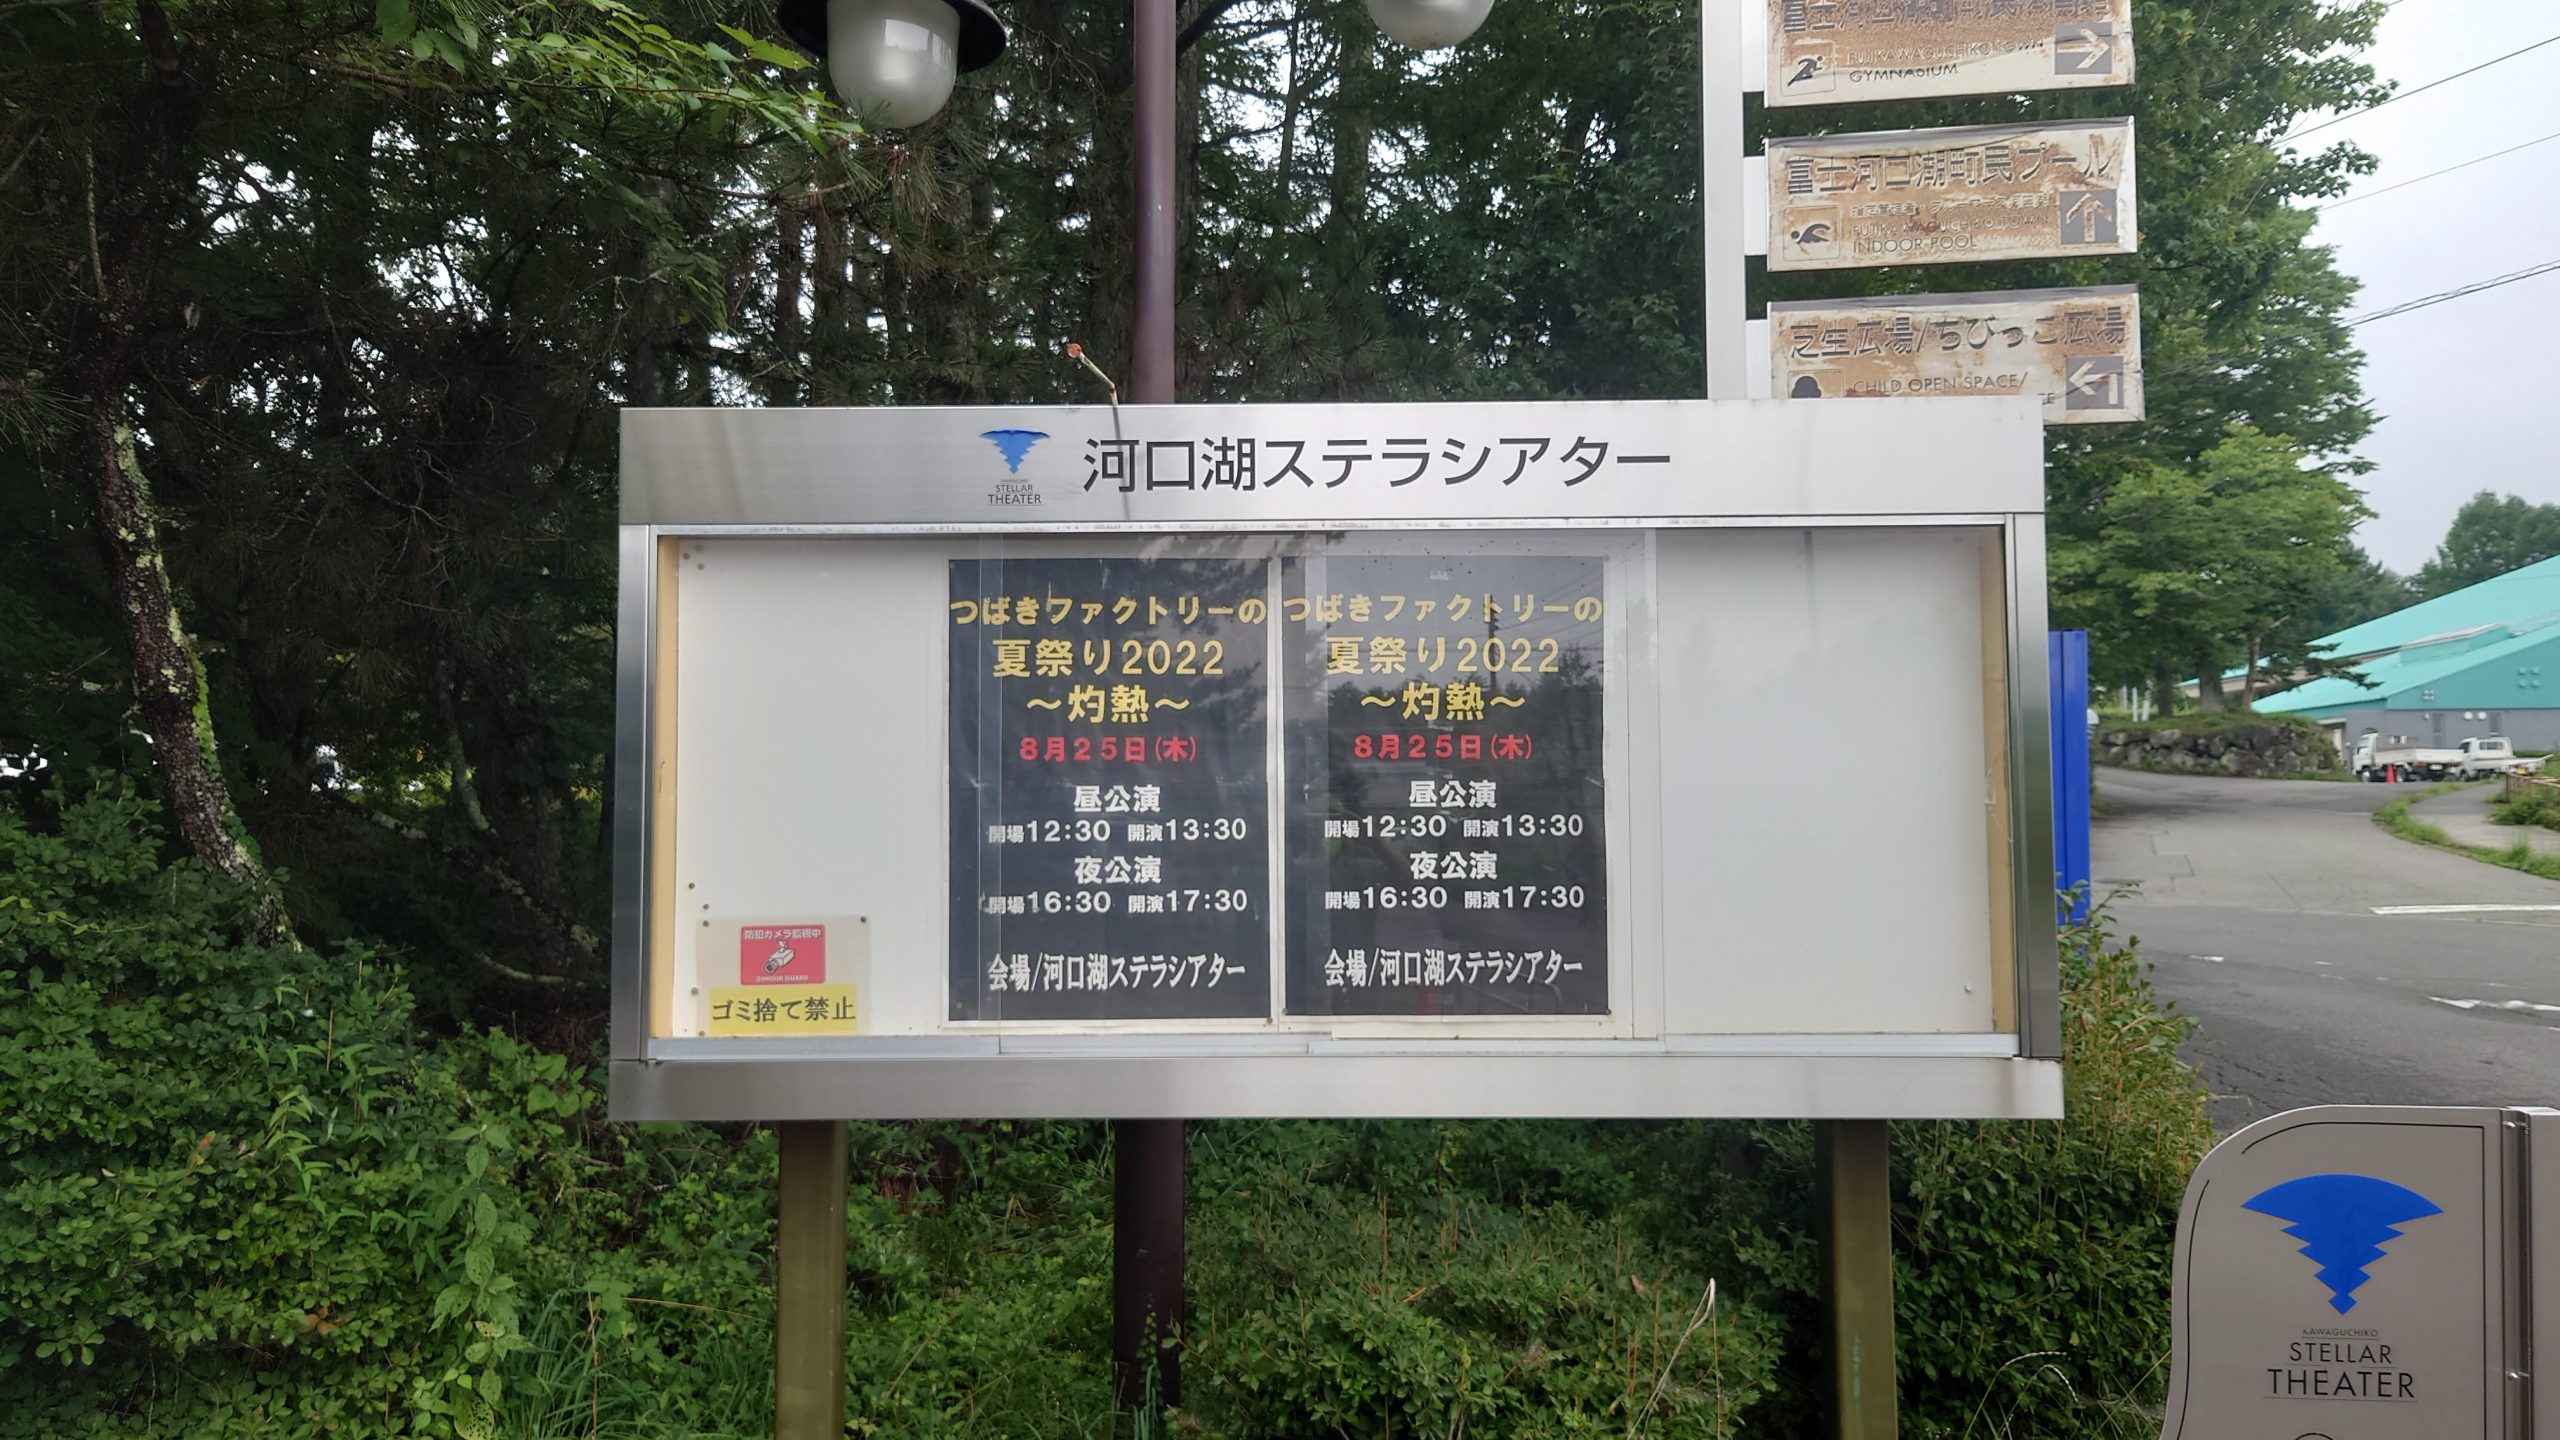 FUJIKAWAGUCHIKO TOWN
GYMNASIUM
富士河口湖町民プール
FUJIKAWAGUCHIKO TOWN
INDOOR POOL
芝生広場/ちびっこ広場
CHILD OPEN SPACE/
STELLAR
THEATER
河口湖ステラシアター
つばきファクトリーの
夏祭り2022
～灼熱～
8月25日(木)
昼公演
開場12:30 開演13:30
夜公演
開場16:30 開演17:30
会場/河口湖ステラシアター
つばきファクトリーの
夏祭り2022
～灼熱～
8月25日(木)
昼公演
開場12:30 開演13:30
夜公演
開場16:30 開演17:30
会場/河口湖ステラシアター
防犯カメラ監視中
24HOUR GUARD
ゴミ捨て禁止
KAWAGUCHIKO
STELLAR
THEATER